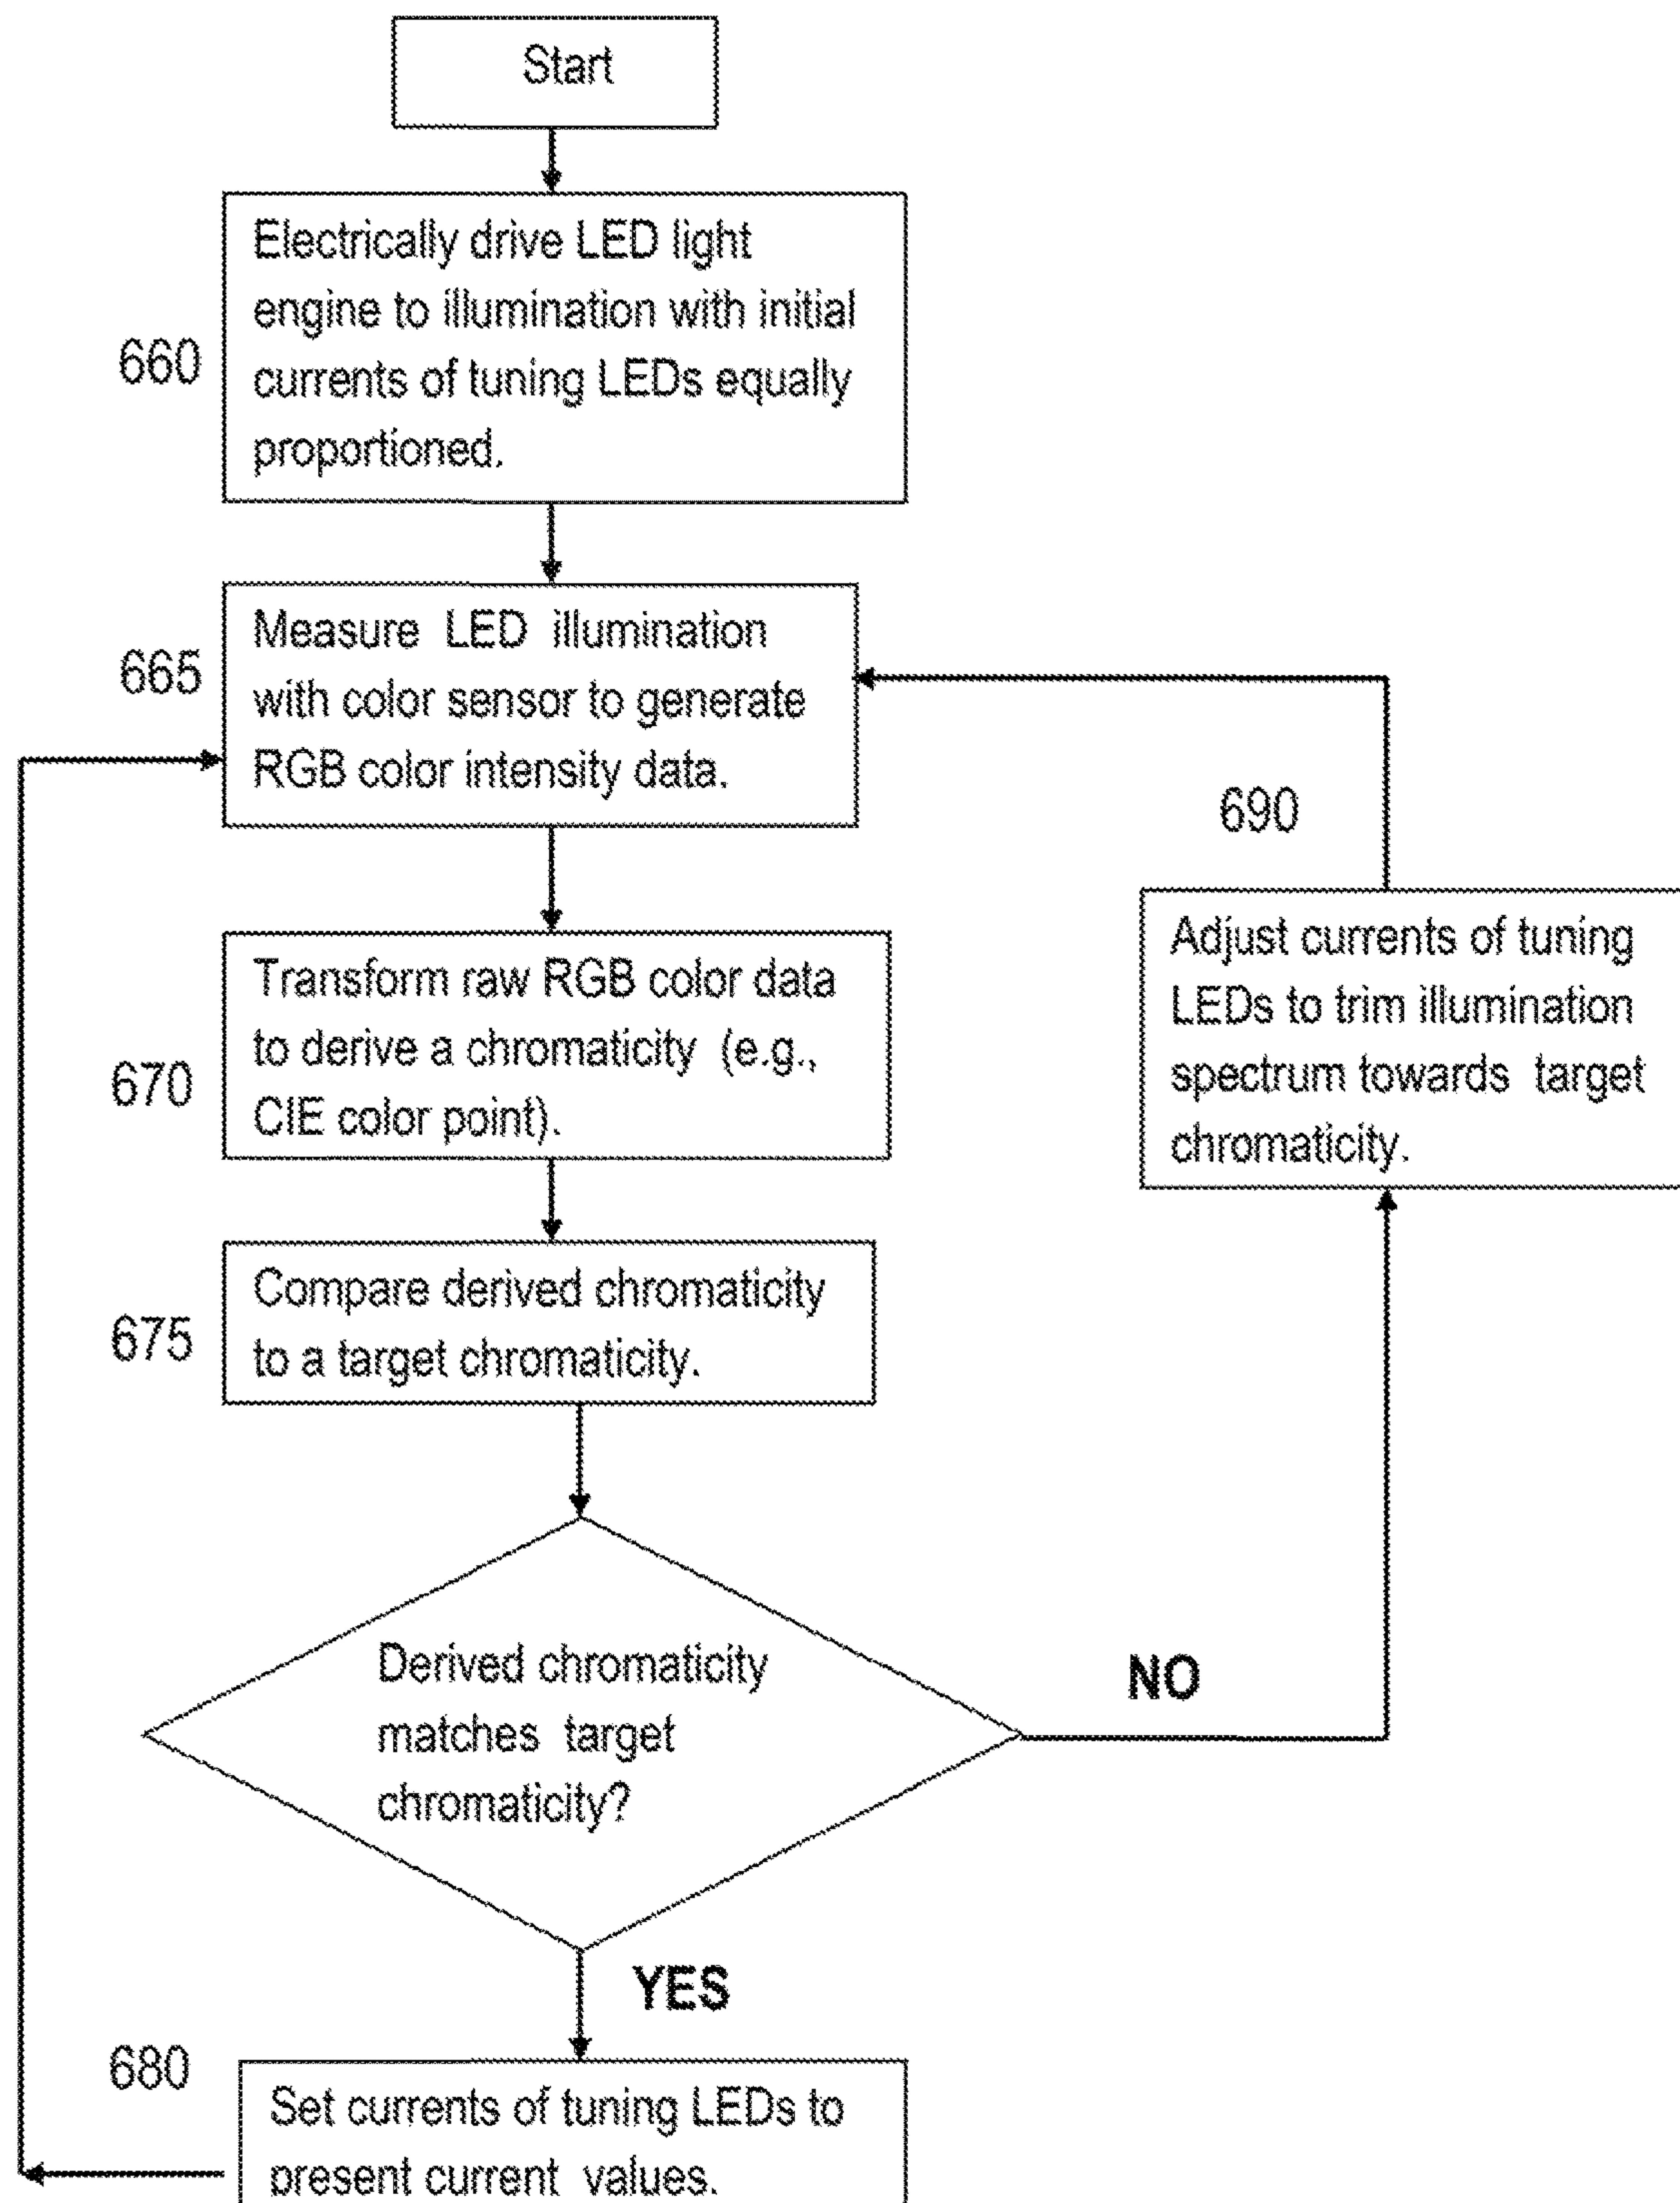 Start
Electrically drive LED light
engine to illumination with initial
currents of tuning LEDs equally
proportioned.
660
Measure LED illumination
with color sensor to generate
RGB color intensity data.
665
690
Adjust currents of tuning
LEDs to trim illumination
spectrum towards target
chromaticity.
Transform raw RGB color data
to derive a chromaticity (e.g.,
CIE color point).
670
Compare derived chromaticity
to a target chromaticity.
675
Derived chromaticity
matches target
chromaticity?
NO
YES
680
Set currents of tuning LEDs to
present current values.